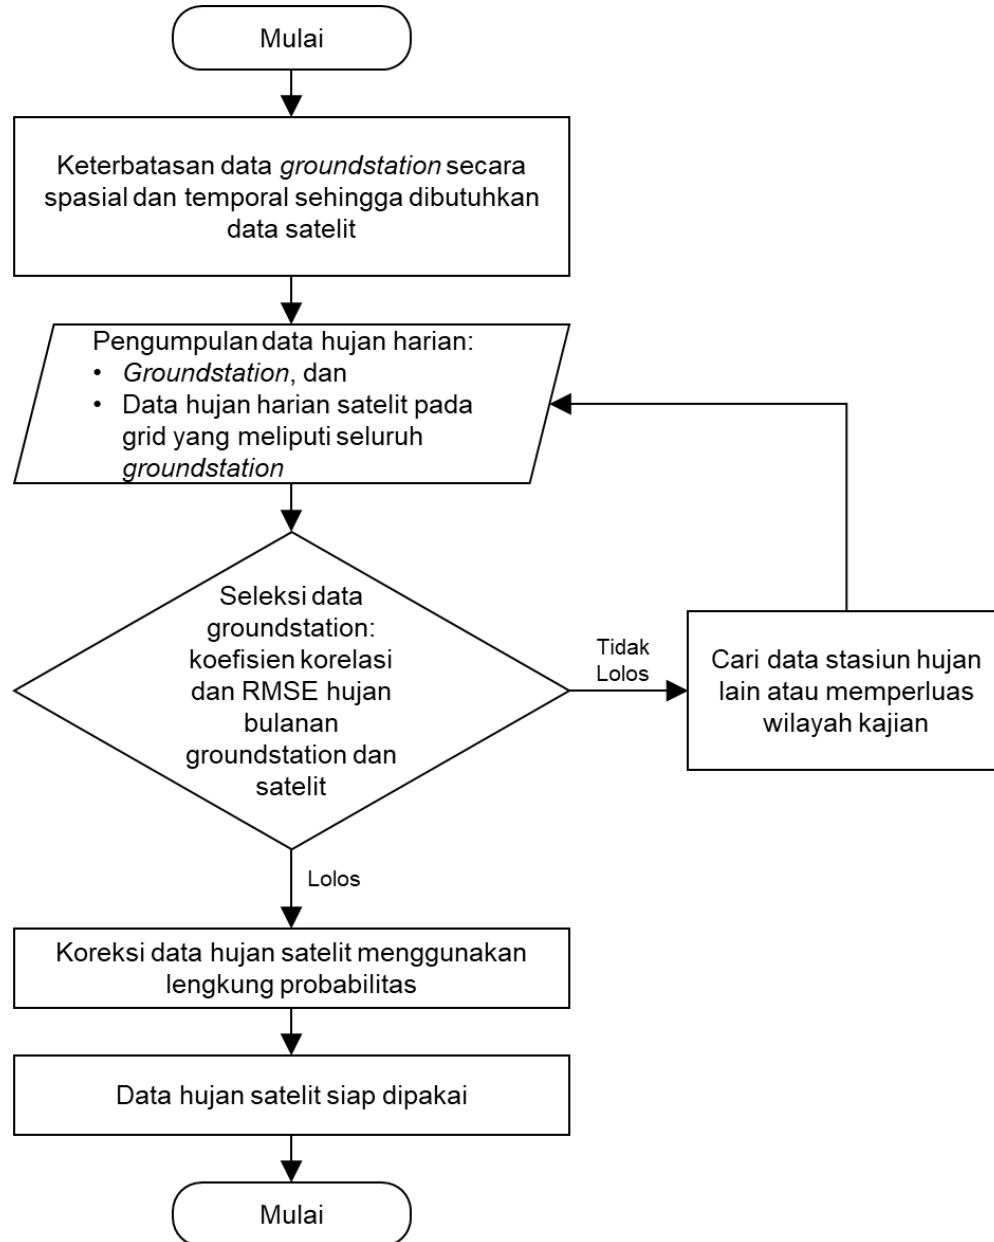 Mulai
Keterbatasan data groundstation secara
spasial dan temporal sehingga dibutuhkan
data satelit
Pengumpulan data hujan harian:
• Groundstation, dan
• Data hujan harian satelit pada
grid yang meliputi seluruh
groundstation
Seleksi data
groundstation:
koefisien korelasi
dan RMSE hujan
bulanan
groundstation dan
satelit
Tidak
Lolos
Cari data stasiun hujan
lain atau memperluas
wilayah kajian
Lolos
Koreksi data hujan satelit menggunakan
lengkung probabilitas
Data hujan satelit siap dipakai
Mulai